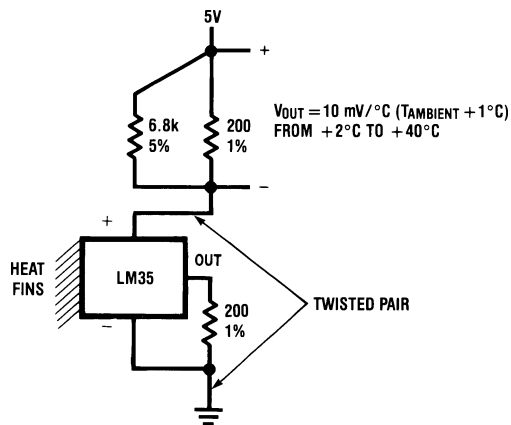 5V
+
6.8k
5%
200
1%
VOUT = 10 mV/°C (TAMBIENT +1°C)
FROM +2°C TO +40°C
−
+
HEAT
FINS
LM35
OUT
−
200
1%
TWISTED PAIR